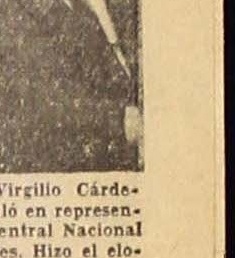 Virgilio Cárde-
ló en represen-
entral Nacional
es. Hizo el elo-